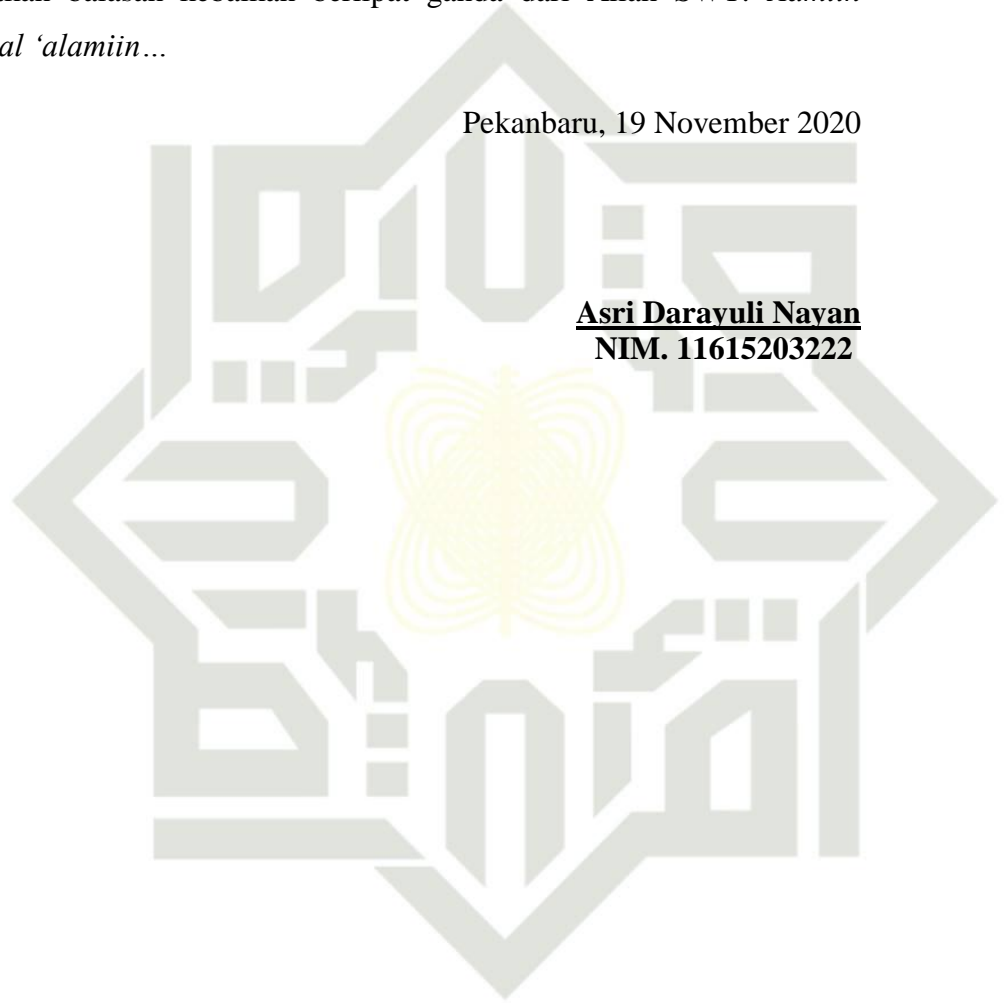 balasan kebaikan berlipat ganda dari Allah SWT.
al ‘alamiin…
Pekanbaru, 19 November 2020
Asri Darayuli Nayan
NIM. 11615203222